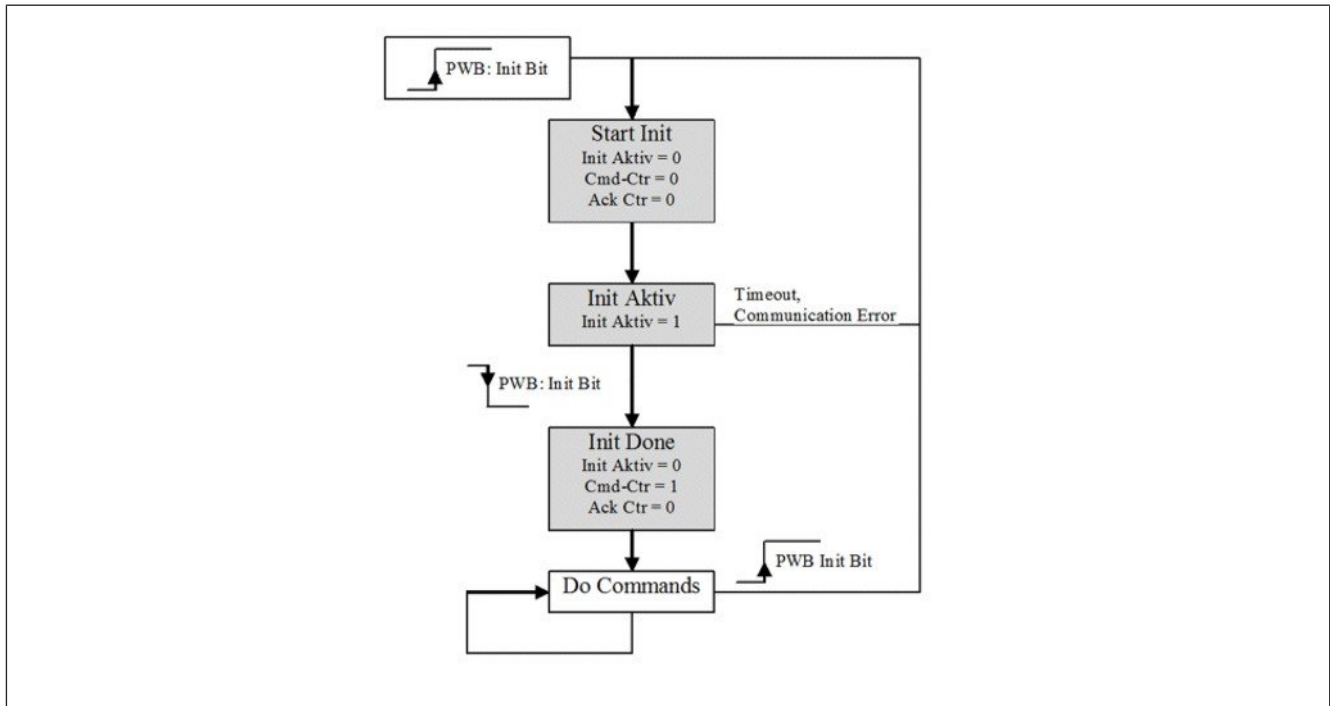 PWB: Init Bit
Start Init
Init Aktiv = 0
Cmd-Ctr = 0
Ack Ctr = 0
Init Aktiv
Init Aktiv = 1
Timeout,
Communication Error
PWB: Init Bit
Init Done
Init Aktiv = 0
Cmd-Ctr = 1
Ack Ctr = 0
PWB Init Bit
Do Commands